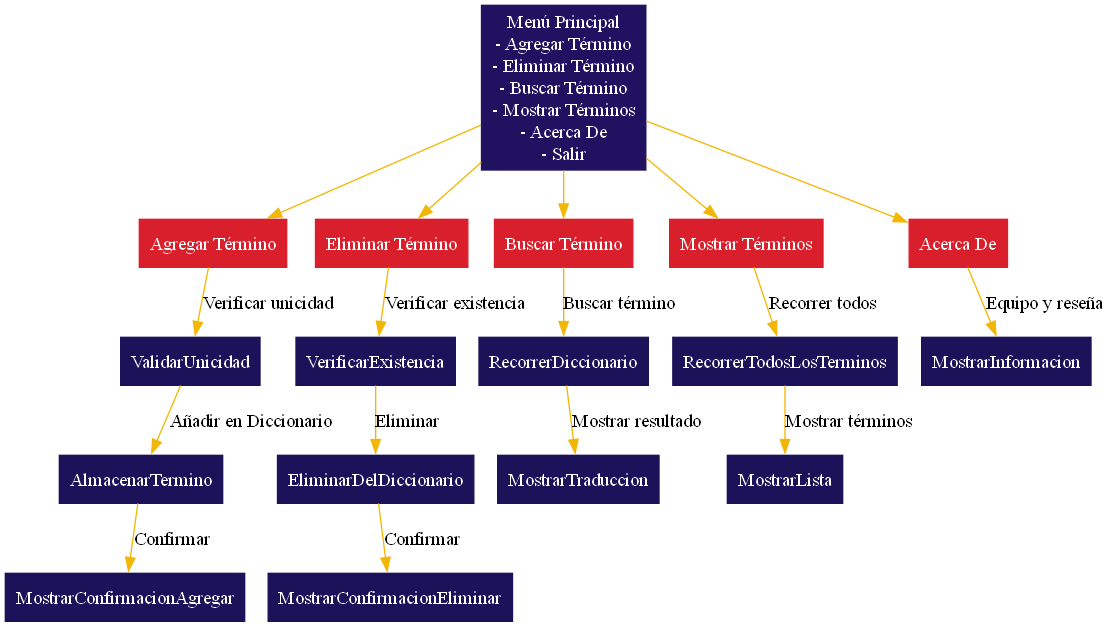 Menú Principal
- Agregar Término
- Eliminar Término
- Buscar Término
- Mostrar Términos
- Acerca De
- Salir
Agregar Término
Eliminar Término
Buscar Término
Mostrar Términos
Acerca De
Verificar unicidad
Verificar existencia
Buscar término
Recorrer todos
Equipo y reseña
ValidarUnicidad
VerificarExistencia
RecorrerDiccionario
RecorrerTodosLosTerminos
MostrarInformacion
Añadir en Diccionario
Eliminar
Mostrar resultado
Mostrar términos
AlmacenarTermino
EliminarDelDiccionario
MostrarTraduccion
MostrarLista
Confirmar
Confirmar
MostrarConfirmacionAgregar
MostrarConfirmacionEliminar